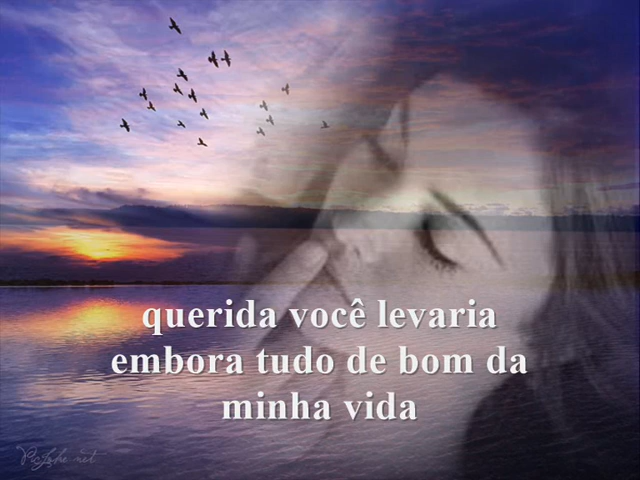 querida você levaria
embora tudo de bom da
minha vida